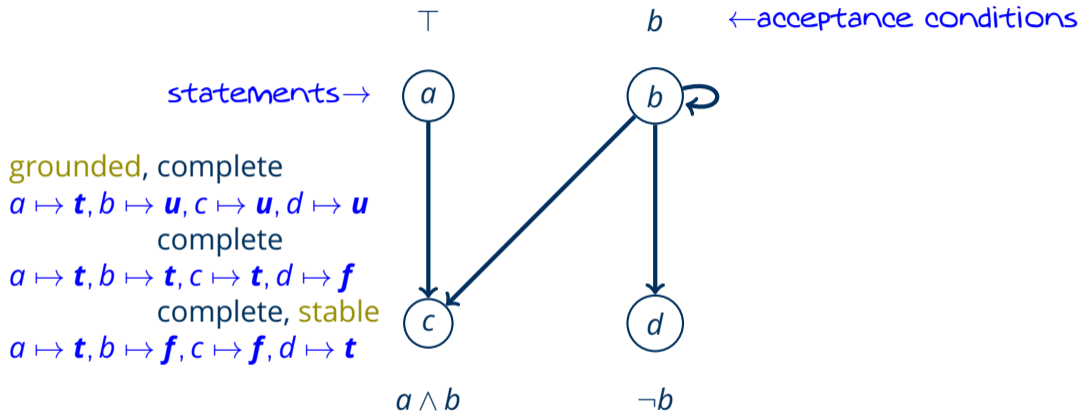 ⊤ b ←acceptance conditions
statements→ a b
grounded, complete
a ↦ t, b ↦ u, c ↦ u, d ↦ u
complete
a ↦ t, b ↦ t, c ↦ t, d ↦ f
complete, stable
a ↦ t, b ↦ f, c ↦ f, d ↦ t
c d
a ∧ b ¬b